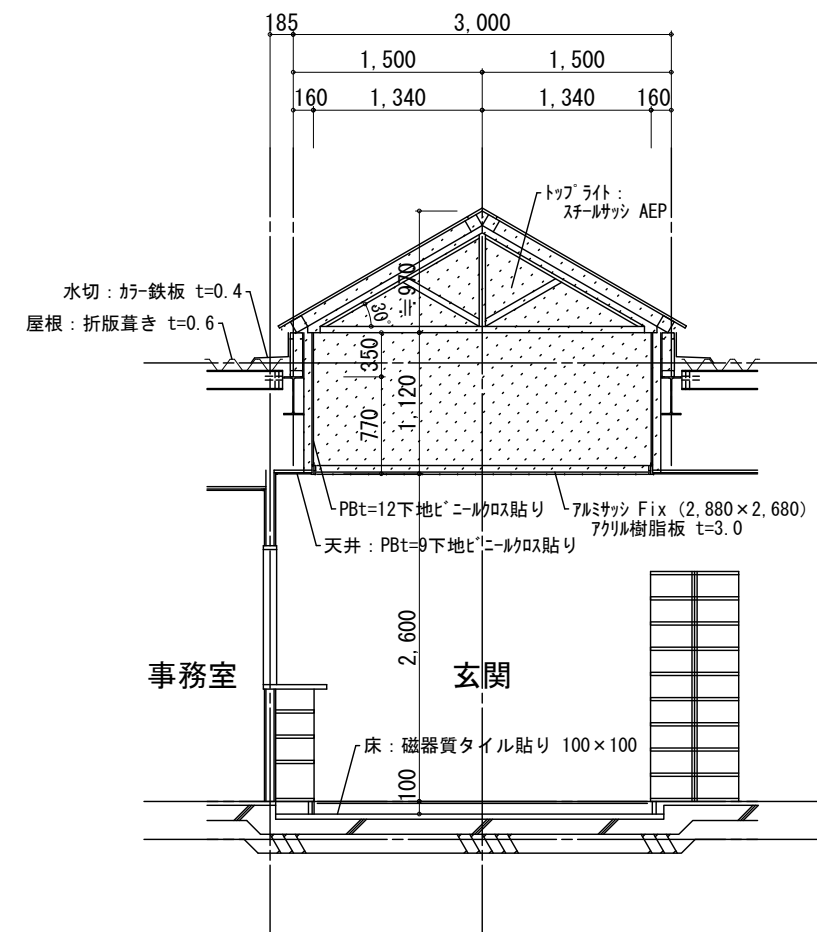 185
3,000
1,500
1,500
160
1,340
1,340
160
トップライト：
スチールサッシ AEP
水切：カラー鉄板 t=0.4
屋根：折版葺き t=0.6
≒970
30°
350
1,120
770
PBt=12下地ビニールクロス貼り
アルミサッシ Fix (2,880×2,680)
アクリル樹脂板 t=3.0
天井：PBt=9下地ビニールクロス貼り
2,600
事務室
玄関
床：磁器質タイル貼り 100×100
100